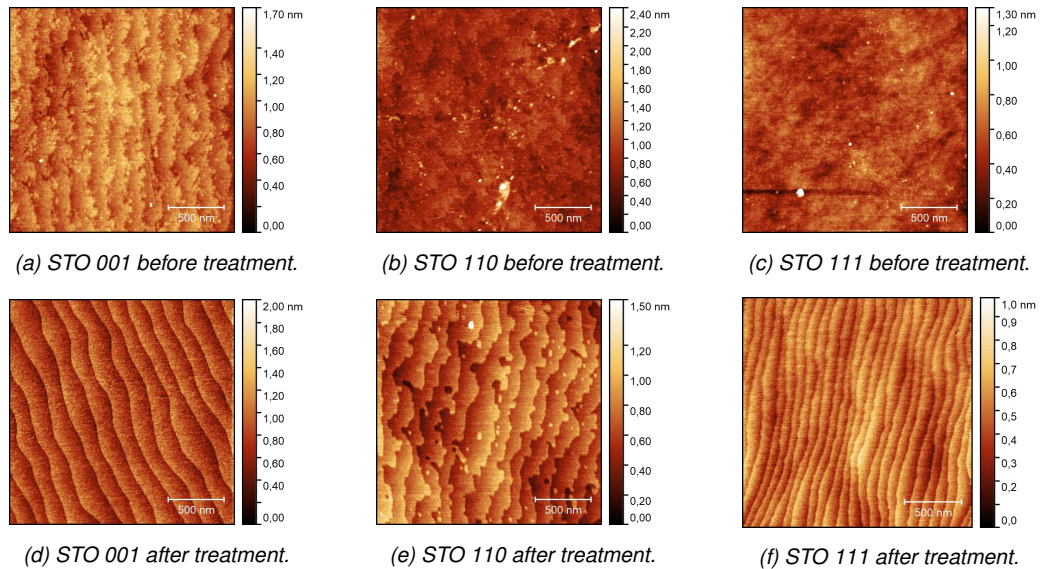 1,70 nm
1,40
1,20
1,00
0,80
0,60
0,40
0,20
0,00
500 nm
(a) STO 001 before treatment.
2,40 nm
2,00
1,80
1,60
1,40
1,20
1,00
0,80
0,60
0,40
0,20
0,00
500 nm
(b) STO 110 before treatment.
1,30 nm
1,00
0,80
0,60
0,40
0,20
0,00
500 nm
(c) STO 111 before treatment.
2,00 nm
1,80
1,60
1,40
1,20
1,00
0,80
0,60
0,40
0,20
0,00
500 nm
(d) STO 001 after treatment.
1,50 nm
1,20
1,00
0,80
0,60
0,40
0,20
0,00
500 nm
(e) STO 110 after treatment.
1,0 nm
0,9
0,8
0,7
0,6
0,5
0,4
0,3
0,2
0,1
0,0
500 nm
(f) STO 111 after treatment.